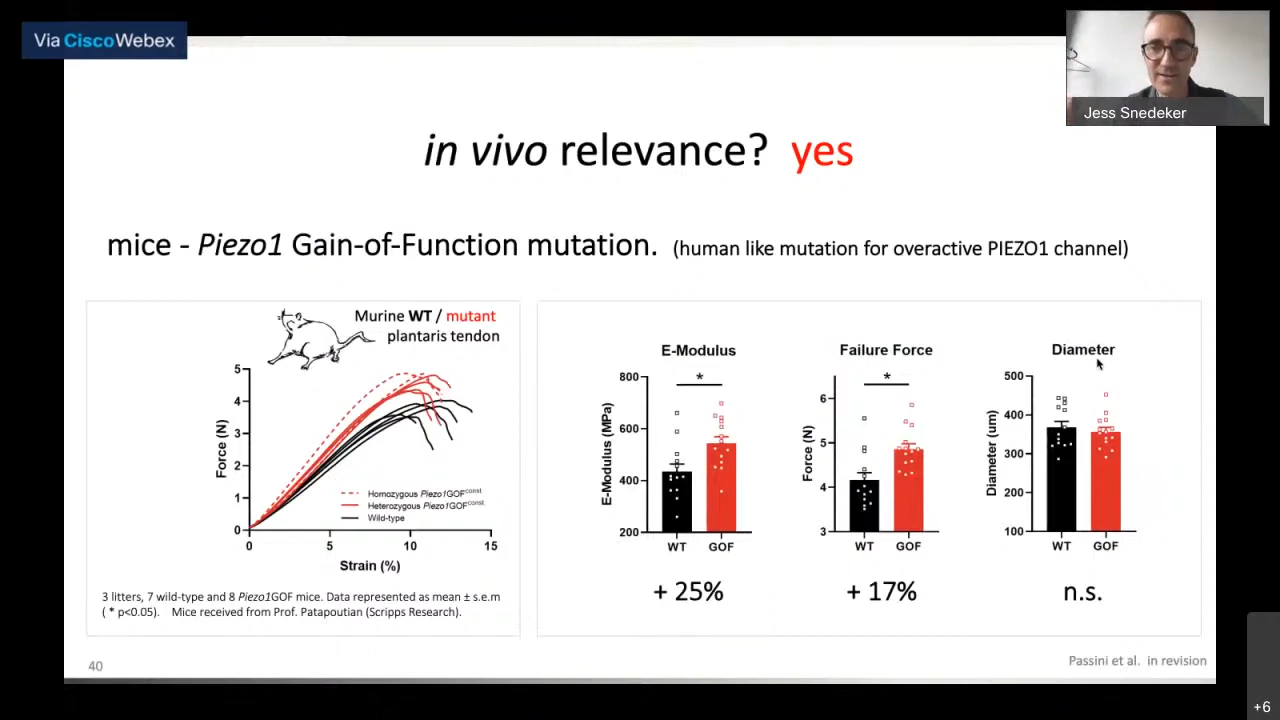 Via CiscoWebex
Jess Snedeker
in vivo relevance? yes
mice - Piezo1 Gain-of-Function mutation. (human like mutation for overactive PIEZO1 channel)
Murine WT / mutant
plantaris tendon
5
4
3
2
1
0
Force (N)
0 5 10 15
Strain (%)
Homozygous Piezo1GOFconst
Heterozygous Piezo1GOFconst
Wild-type
3 litters, 7 wild-type and 8 Piezo1GOF mice. Data represented as mean ± s.e.m
( * p<0.05). Mice received from Prof. Patapoutian (Scripps Research).
E-Modulus
*
800
600
400
200
E-Modulus (MPa)
WT GOF
+ 25%
Failure Force
*
6
5
4
3
Force (N)
WT GOF
+ 17%
Diameter
500
400
300
200
100
Diameter (um)
WT GOF
n.s.
40
Passini et al. in revision
+6